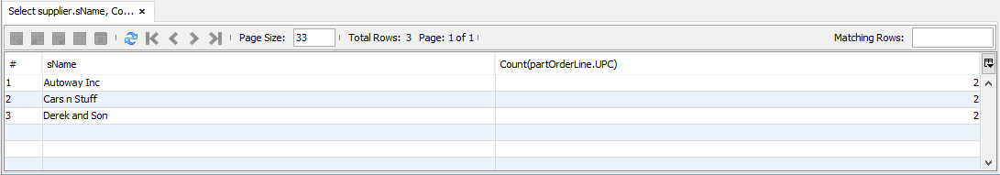 Select supplier.sName, Co... ×
Page Size: 33 Total Rows: 3 Page: 1 of 1 Matching Rows:
# sName Count(partOrderLine.UPC)
1 Autoway Inc 2
2 Cars n Stuff 2
3 Derek and Son 2